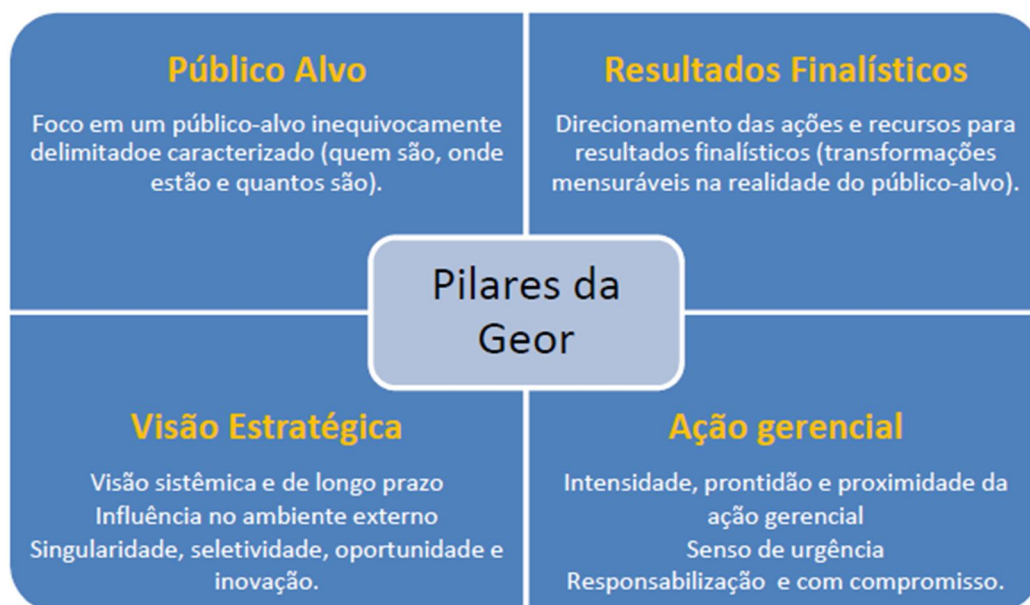 Público Alvo
Foco em um público-alvo inequivocamente
delimitadoe caracterizado (quem são, onde
estão e quantos são).
Resultados Finalísticos
Direcionamento das ações e recursos para
resultados finalísticos (transformações
mensuráveis na realidade do público-alvo).
Pilares da
Geor
Visão Estratégica
Visão sistêmica e de longo prazo
Influência no ambiente externo
Singularidade, seletividade, oportunidade e
inovação.
Ação gerencial
Intensidade, prontidão e proximidade da
ação gerencial
Senso de urgência
Responsabilização e com compromisso.